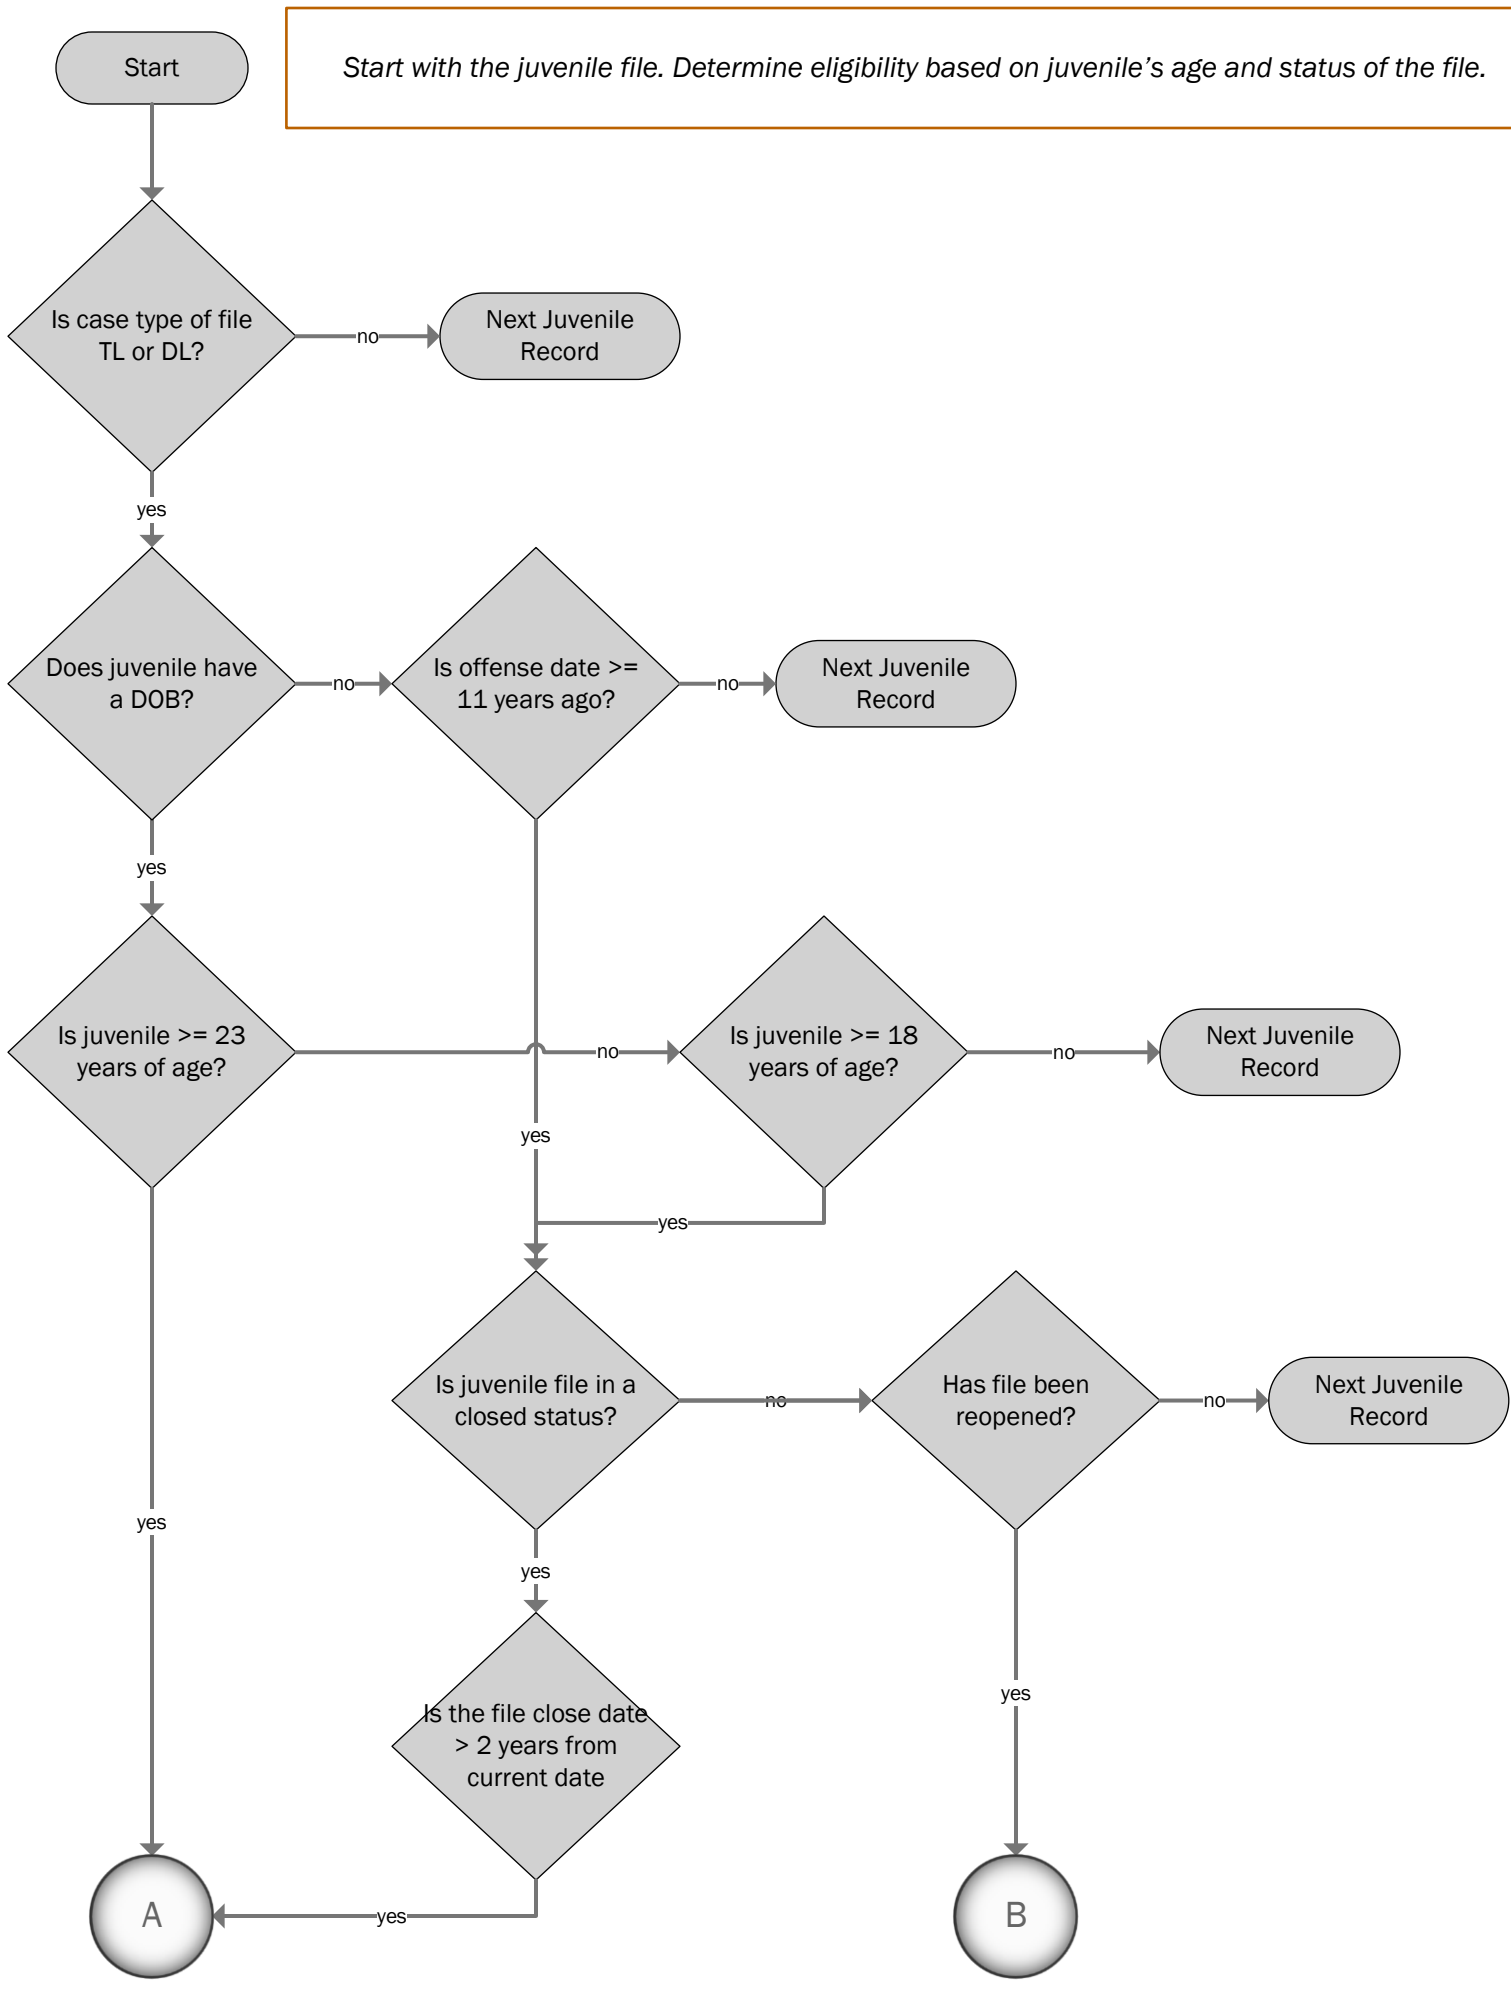 Start
Start with the juvenile file. Determine eligibility based on juvenile’s age and status of the file.
Is case type of file
TL or DL?
no
Next Juvenile
Record
yes
Does juvenile have
a DOB?
no
Is offense date >=
11 years ago?
no
Next Juvenile
Record
yes
Is juvenile >= 23
years of age?
no
Is juvenile >= 18
years of age?
no
Next Juvenile
Record
yes
yes
Is juvenile file in a
closed status?
no
Has file been
reopened?
no
Next Juvenile
Record
yes
yes
Is the file close date
> 2 years from
current date
yes
A
yes
B